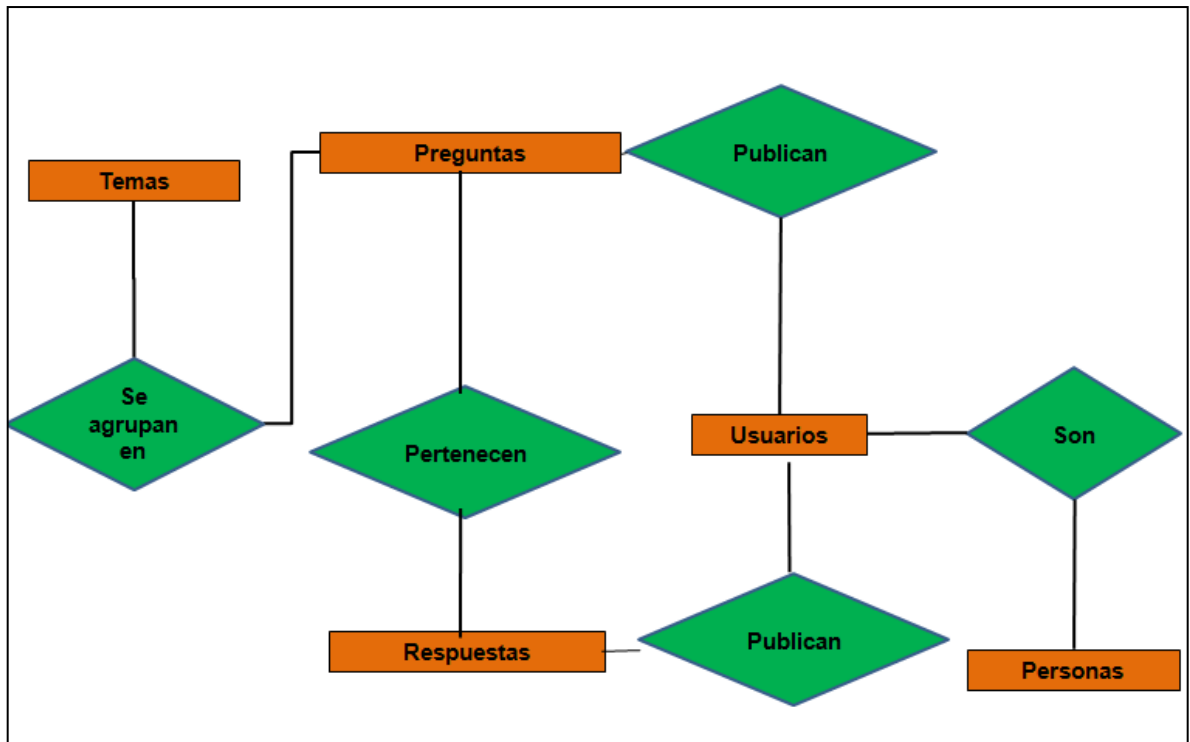 Temas
Preguntas
Publican
Se
agrupan
en
Pertenecen
Usuarios
Son
Respuestas
Publican
Personas